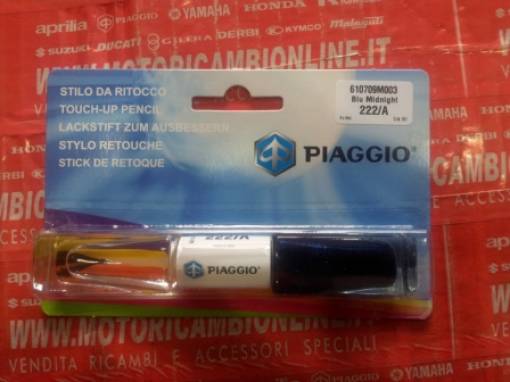 aprilia PIAGGIO YAMAHA HONDA KR
SUZUKI DUCATI GILERA DERBI KYMCO Malaguti
WWW.MOTORICAMBIONLINE.IT
STILO DA RITOCCO
TOUCH-UP PENCIL
LACKSTIFT ZUM AUSBESSERN
STYLO RETOUCHE
STICK DE RETOQUE
610709M003
Blu Midnight
222/A
PIAGGIO
222/A
PIAGGIO
WWW.MOTORICAMBIONLINE.IT
VENDITA RICAMBI E ACCESSORI SPECIALI